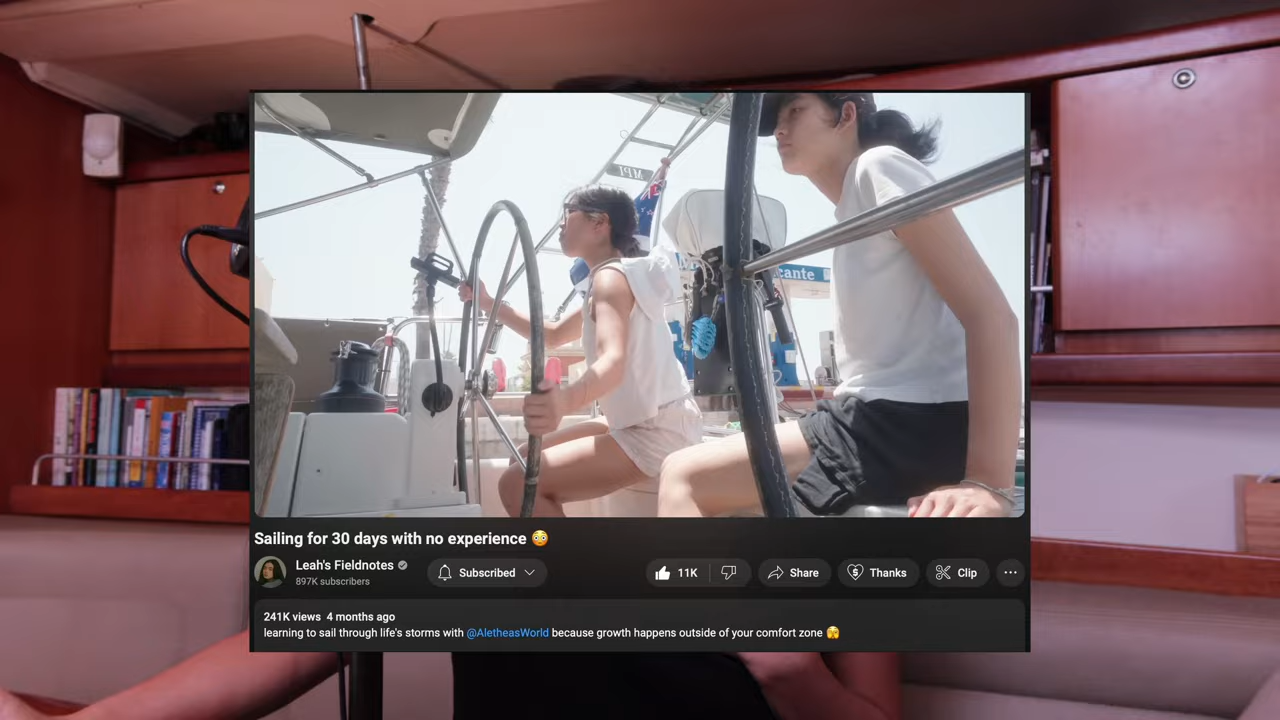 cante
Sailing for 30 days with no experience 😳
Leah's Fieldnotes
897K subscribers
Subscribed
11K
Share
Thanks
Clip
241K views 4 months ago
learning to sail through life's storms with @AletheasWorld because growth happens outside of your comfort zone 🫣